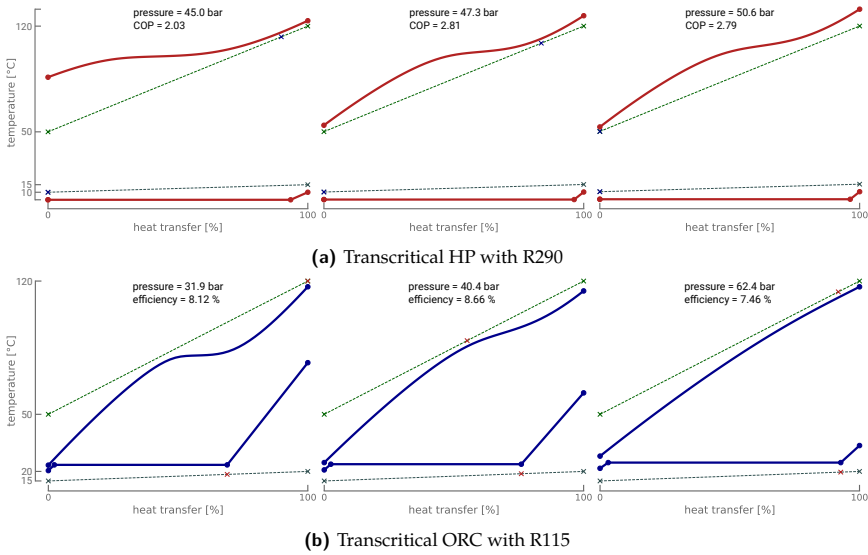 pressure = 45.0 bar
COP = 2.03
pressure = 47.3 bar
COP = 2.81
pressure = 50.6 bar
COP = 2.79
temperature [°C]
120
50
15
10
0
100
0
100
0
100
heat transfer [%]
heat transfer [%]
heat transfer [%]
(a) Transcritical HP with R290
pressure = 31.9 bar
efficiency = 8.12 %
pressure = 40.4 bar
efficiency = 8.66 %
pressure = 62.4 bar
efficiency = 7.46 %
temperature [°C]
120
50
20
15
0
100
0
100
0
100
heat transfer [%]
heat transfer [%]
heat transfer [%]
(b) Transcritical ORC with R115